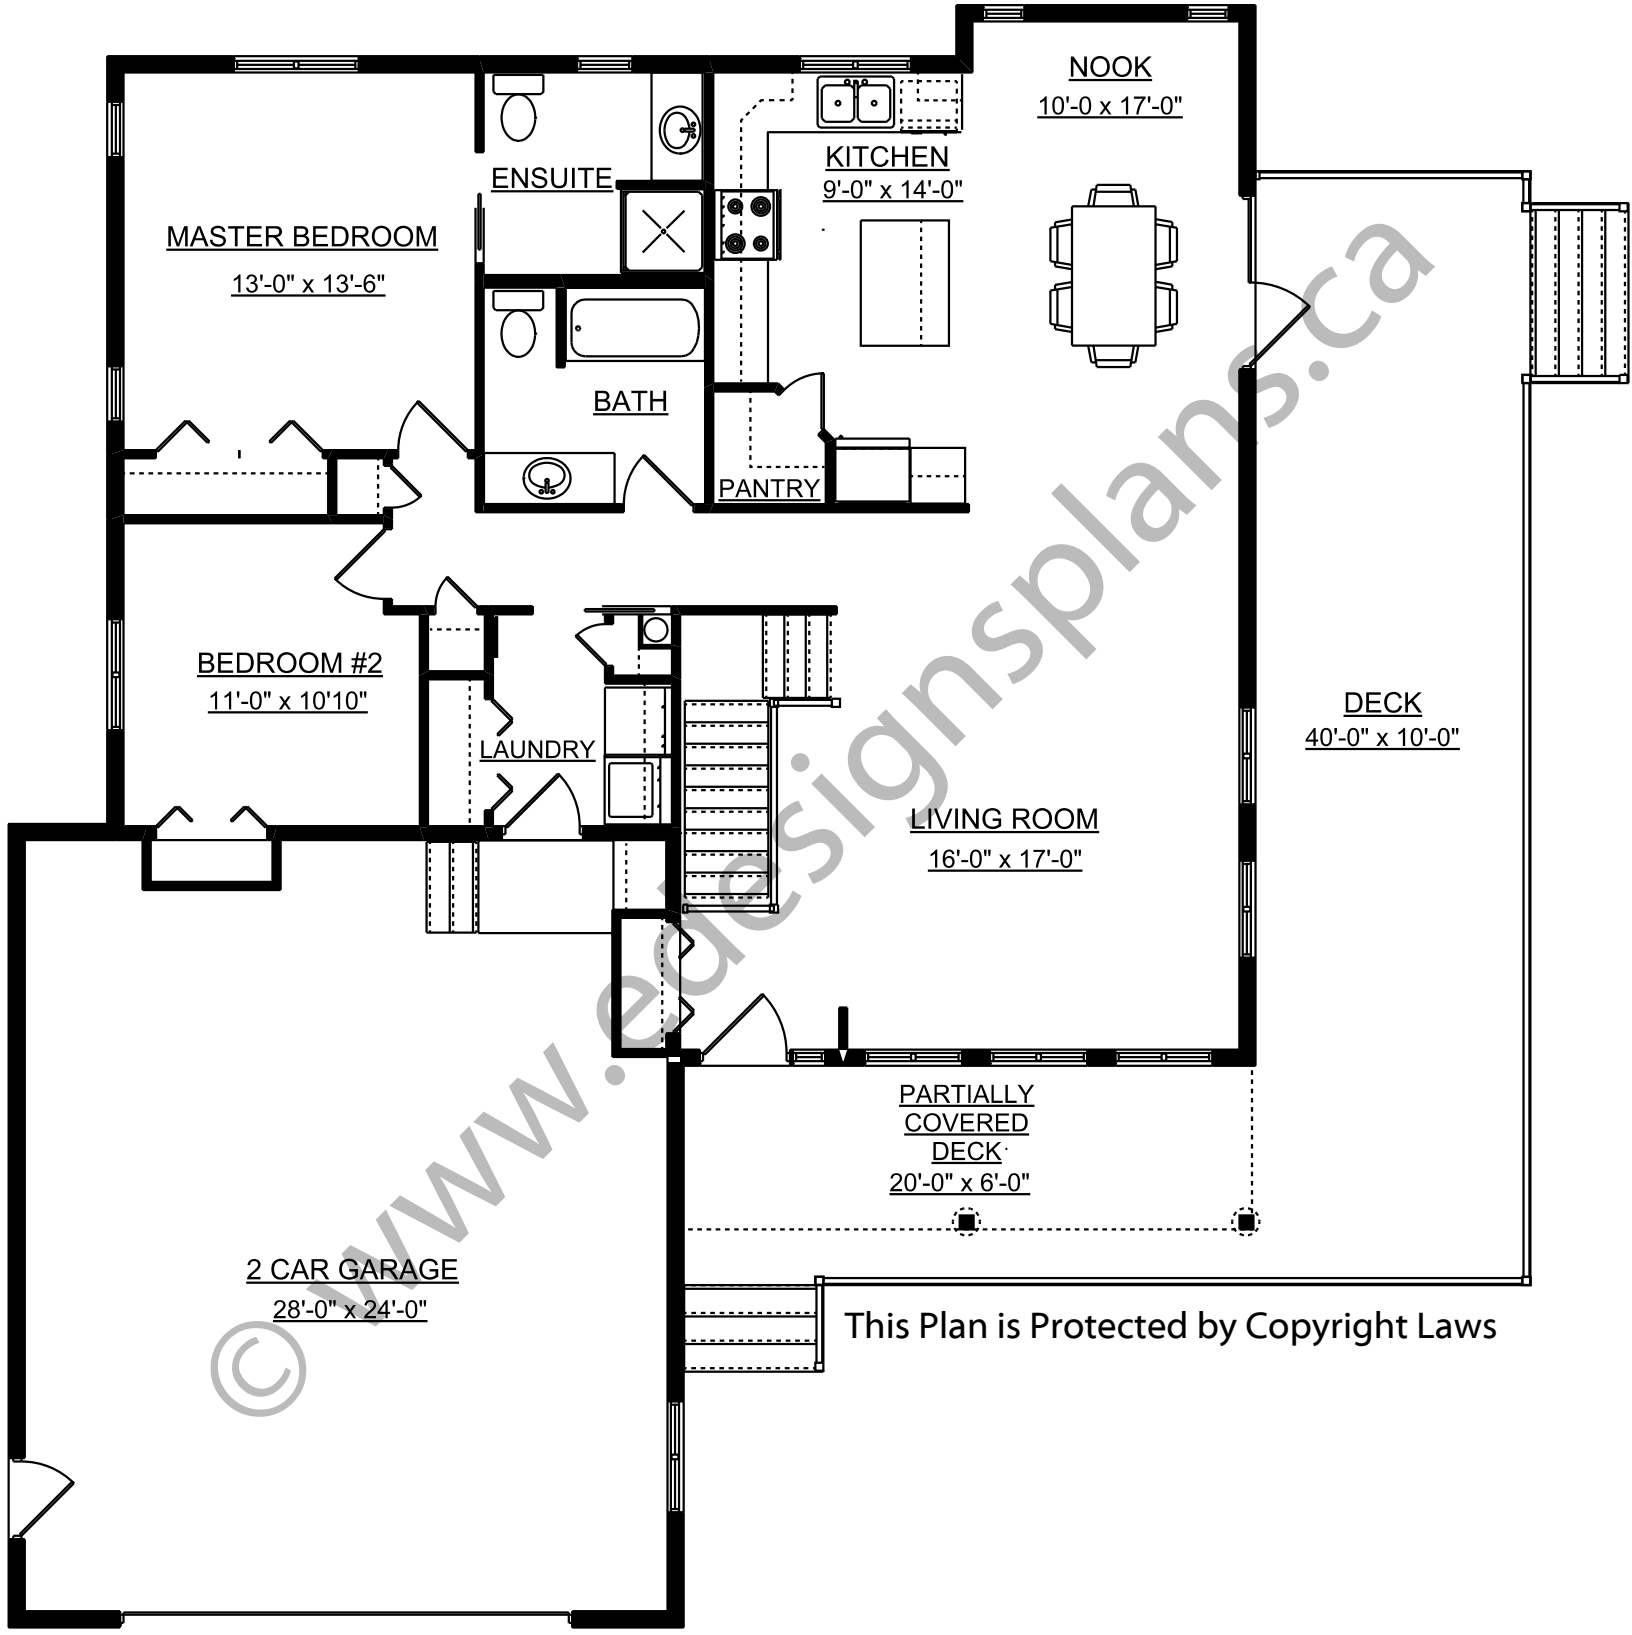 NOOK
10'-0 x 17'-0"
KITCHEN
9'-0" x 14'-0"
ENSUITE
MASTER BEDROOM
13'-0" x 13'-6"
BATH
PANTRY
BEDROOM #2
11'-0" x 10'10"
LAUNDRY
DECK
40'-0" x 10'-0"
LIVING ROOM
16'-0" x 17'-0"
PARTIALLY
COVERED
DECK
20'-0" x 6'-0"
2 CAR GARAGE
28'-0" x 24'-0"
This Plan is Protected by Copyright Laws
© www.edesignsplans.ca